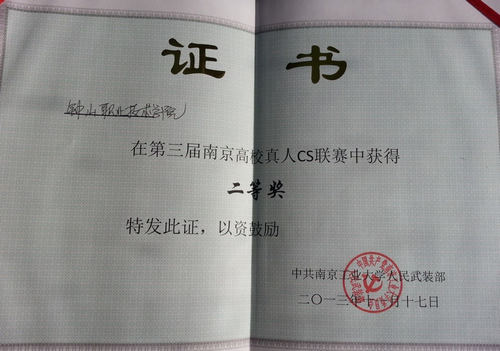 证书
钟山职业技术学院
在第三届南京高校真人CS联赛中获得
二等奖
特发此证，以资鼓励
中共南京工业大学人民武装部
二〇一三年十一月十七日